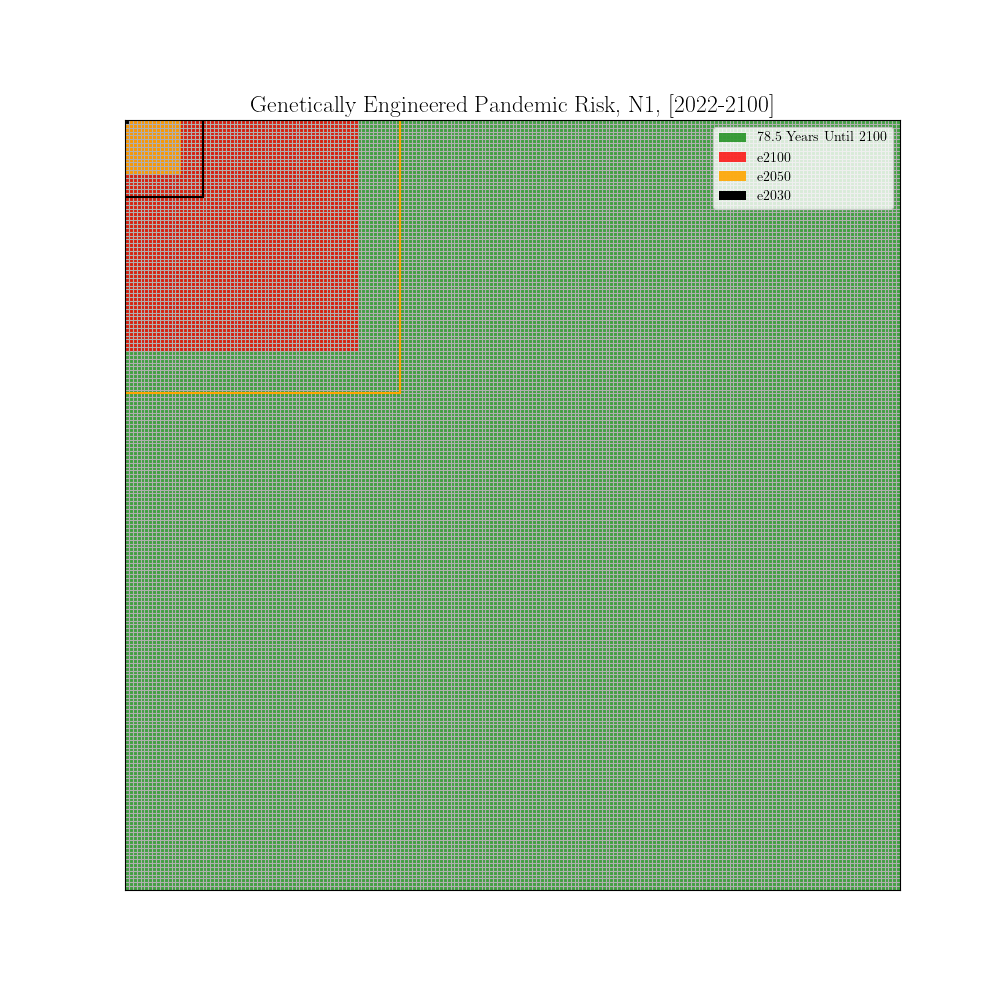 Genetically Engineered Pandemic Risk, N1, [2022-2100]
78.5 Years Until 2100
e2100
e2050
e2030